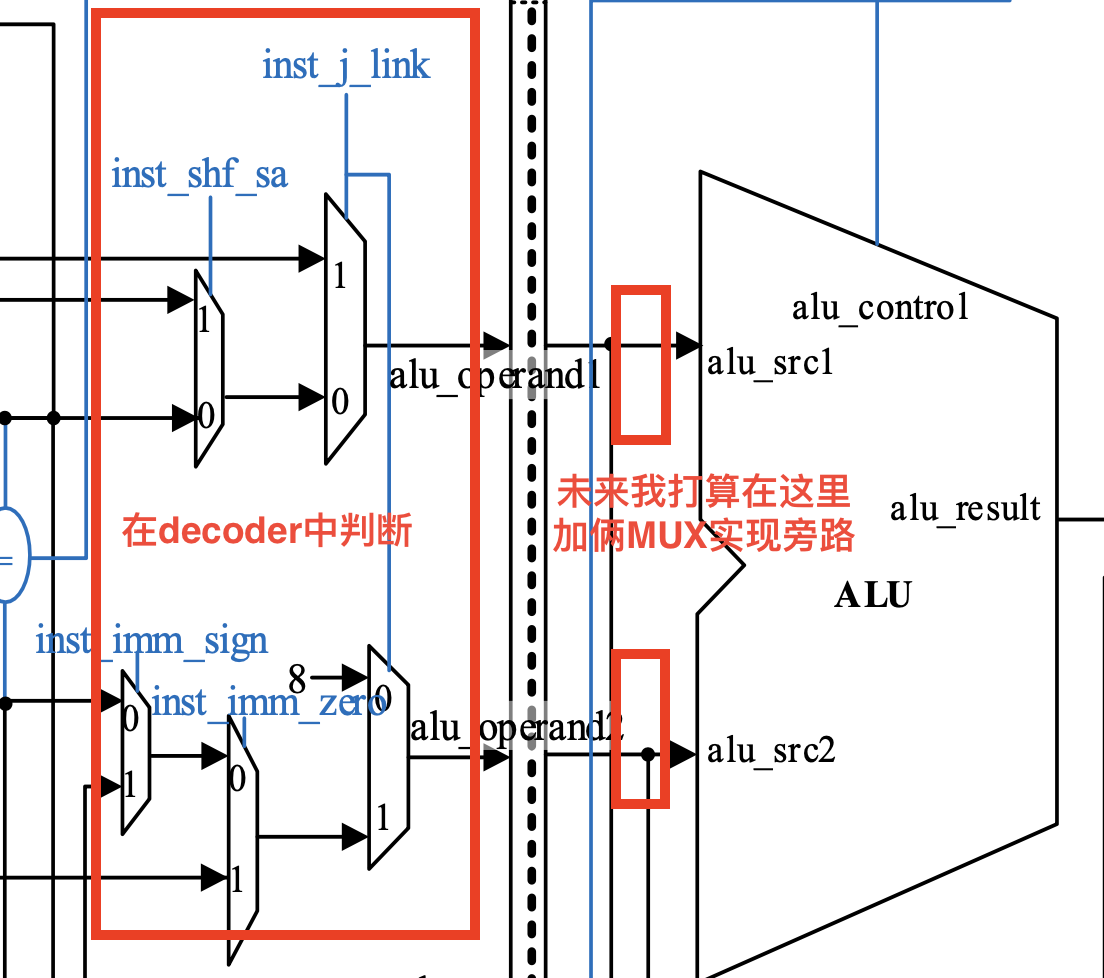 inst_j_link
inst_shf_sa
1
1
0
0
alu_operand1
alu_control
alu_src1
在decoder中判断
未来我打算在这里
加俩MUX实现旁路
alu_result
=
ALU
inst_imm_sign
8
0
inst_imm_zero
0
alu_operand2
alu_src2
0
1
1
1